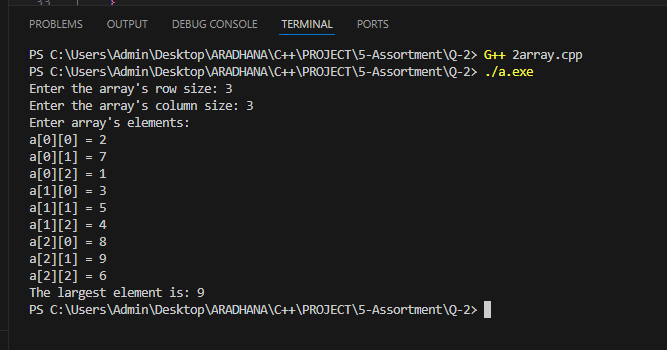 33 }
PROBLEMS OUTPUT DEBUG CONSOLE TERMINAL PORTS
PS C:\Users\Admin\Desktop\ARADHANA\C++\PROJECT\5-Assortment\Q-2> G++ 2array.cpp
PS C:\Users\Admin\Desktop\ARADHANA\C++\PROJECT\5-Assortment\Q-2> ./a.exe
Enter the array's row size: 3
Enter the array's column size: 3
Enter array's elements:
a[0][0] = 2
a[0][1] = 7
a[0][2] = 1
a[1][0] = 3
a[1][1] = 5
a[1][2] = 4
a[2][0] = 8
a[2][1] = 9
a[2][2] = 6
The largest element is: 9
PS C:\Users\Admin\Desktop\ARADHANA\C++\PROJECT\5-Assortment\Q-2>